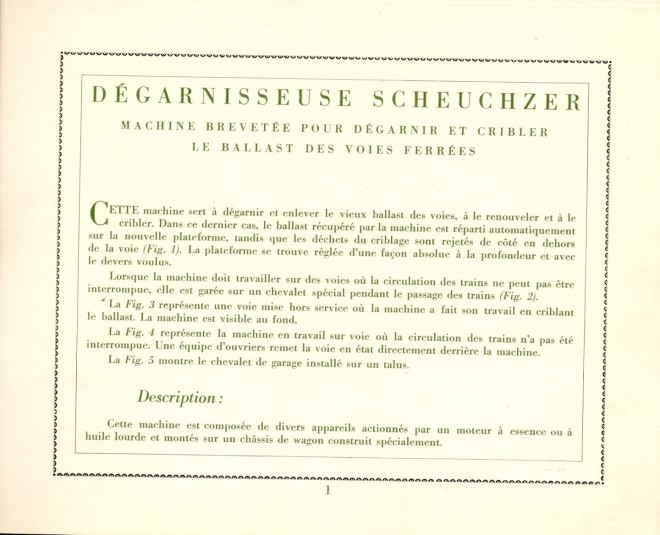 DÉGARNISSEUSE SCHEUCHZER
MACHINE BREVETÉE POUR DÉGARNIR ET CRIBLER
LE BALLAST DES VOIES FERRÉES
CETTE machine sert à dégarnir et enlever le vieux ballast des voies, à le renouveler et à le
cribler. Dans ce dernier cas, le ballast récupéré par la machine est réparti automatiquement
sur la nouvelle plateforme, tandis que les déchets du criblage sont rejetés de côté en dehors
de la voie (Fig. 1). La plateforme se trouve réglée d'une façon absolue à la profondeur et avec
le devers voulus.
Lorsque la machine doit travailler sur des voies où la circulation des trains ne peut pas être
interrompue, elle est garée sur un chevalet spécial pendant le passage des trains (Fig. 2).
La Fig. 3 représente une voie mise hors service où la machine a fait son travail en criblant
le ballast. La machine est visible au fond.
La Fig. 4 représente la machine en travail sur voie où la circulation des trains n'a pas été
interrompue. Une équipe d'ouvriers remet la voie en état directement derrière la machine.
La Fig. 5 montre le chevalet de garage installé sur un talus.
Description :
Cette machine est composée de divers appareils actionnés par un moteur à essence ou à
huile lourde et montés sur un châssis de wagon construit spécialement.
1